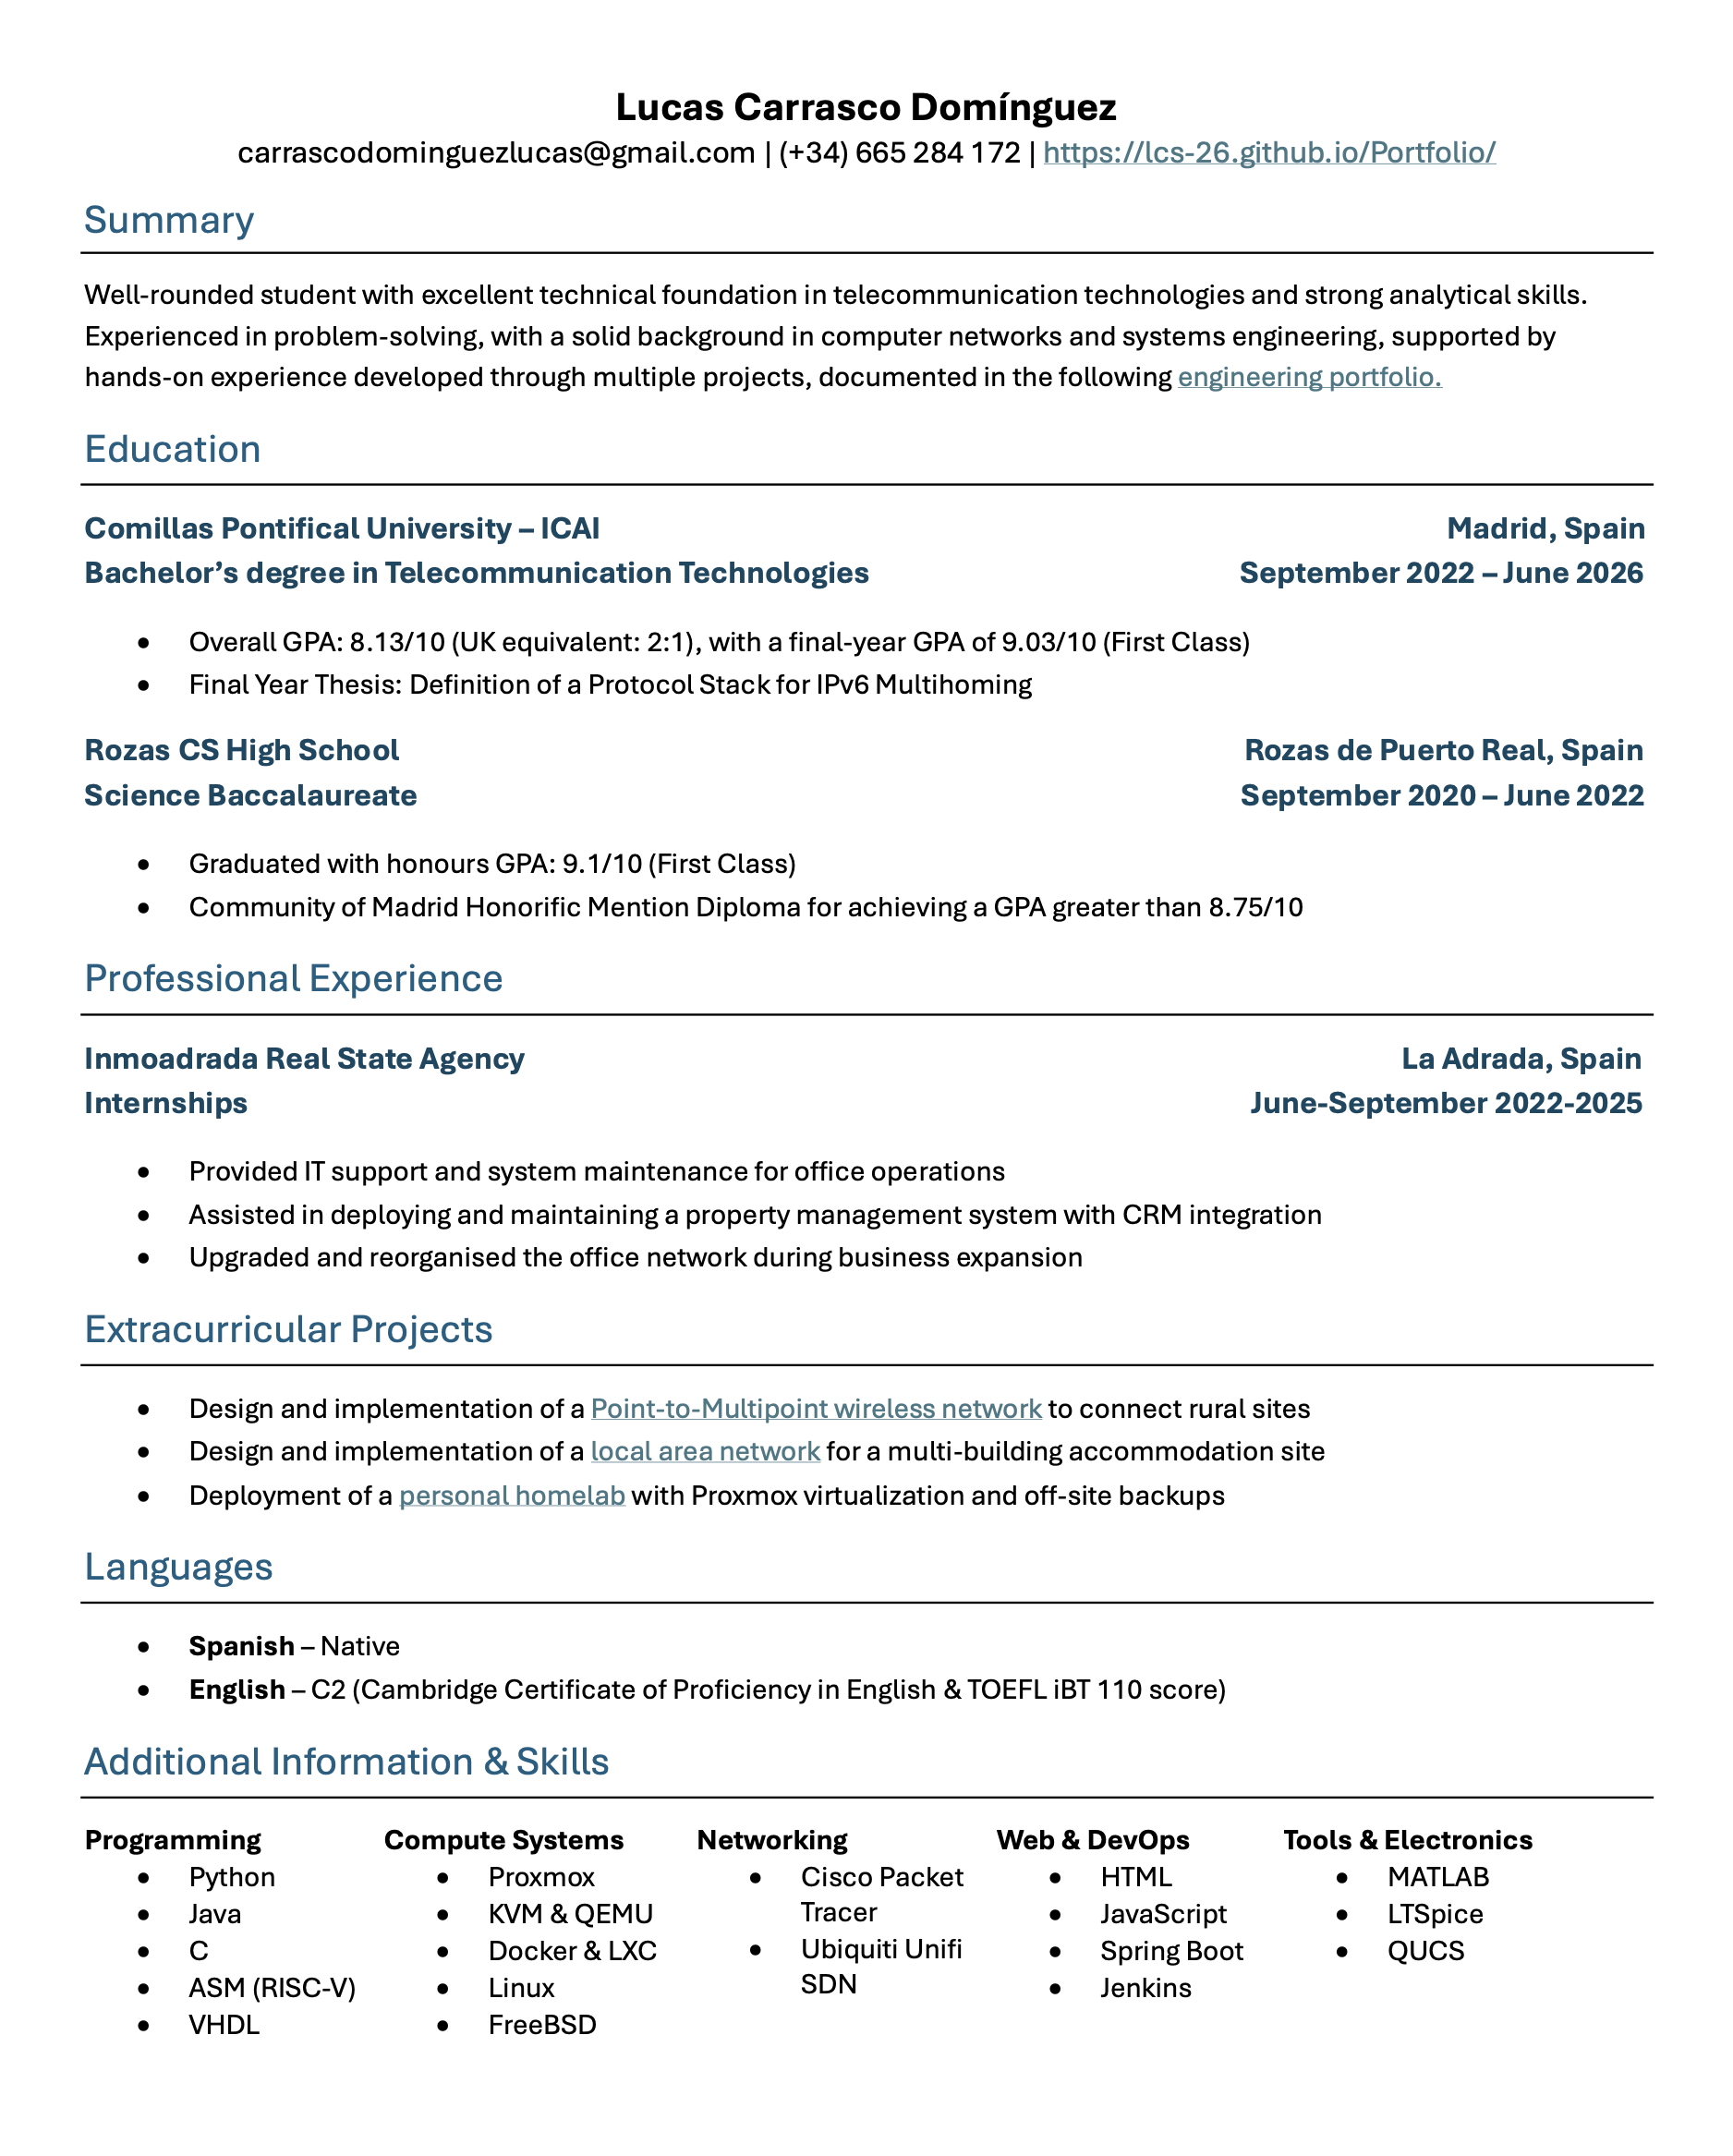 Lucas Carrasco Domínguez
carrascodominguezlucas@gmail.com | (+34) 665 284 172 | https://lcs-26.github.io/Portfolio/
Summary
Well-rounded student with excellent technical foundation in telecommunication technologies and strong analytical skills.
Experienced in problem-solving, with a solid background in computer networks and systems engineering, supported by
hands-on experience developed through multiple projects, documented in the following engineering portfolio.
Education
Comillas Pontifical University – ICAI Madrid, Spain
Bachelor’s degree in Telecommunication Technologies September 2022 – June 2026
• Overall GPA: 8.13/10 (UK equivalent: 2:1), with a final-year GPA of 9.03/10 (First Class)
• Final Year Thesis: Definition of a Protocol Stack for IPv6 Multihoming
Rozas CS High School Rozas de Puerto Real, Spain
Science Baccalaureate September 2020 – June 2022
• Graduated with honours GPA: 9.1/10 (First Class)
• Community of Madrid Honorific Mention Diploma for achieving a GPA greater than 8.75/10
Professional Experience
Inmoadrada Real State Agency La Adrada, Spain
Internships June-September 2022-2025
• Provided IT support and system maintenance for office operations
• Assisted in deploying and maintaining a property management system with CRM integration
• Upgraded and reorganised the office network during business expansion
Extracurricular Projects
• Design and implementation of a Point-to-Multipoint wireless network to connect rural sites
• Design and implementation of a local area network for a multi-building accommodation site
• Deployment of a personal homelab with Proxmox virtualization and off-site backups
Languages
• Spanish – Native
• English – C2 (Cambridge Certificate of Proficiency in English & TOEFL iBT 110 score)
Additional Information & Skills
Programming
• Python
• Java
• C
• ASM (RISC-V)
• VHDL
Compute Systems
• Proxmox
• KVM & QEMU
• Docker & LXC
• Linux
• FreeBSD
Networking
• Cisco Packet
Tracer
• Ubiquiti Unifi
SDN
Web & DevOps
• HTML
• JavaScript
• Spring Boot
• Jenkins
Tools & Electronics
• MATLAB
• LTSpice
• QUCS